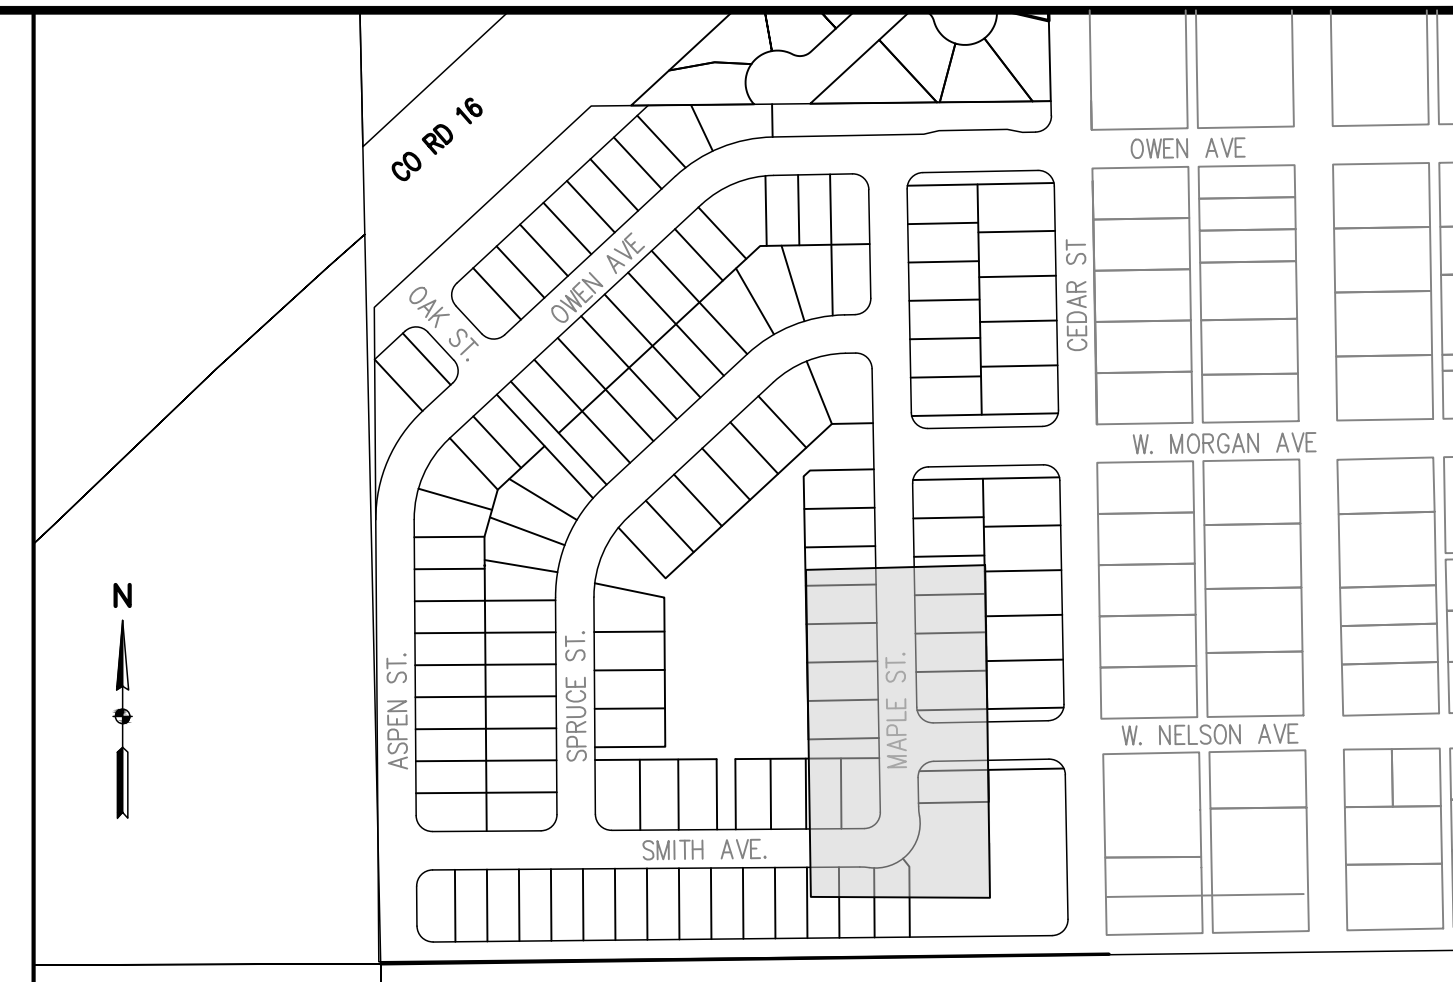 CO RD 16
OWEN AVE
OWEN AVE
OAK ST.
CEDAR ST
W. MORGAN AVE
N
ASPEN ST.
SPRUCE ST.
MAPLE ST.
W. NELSON AVE
SMITH AVE.